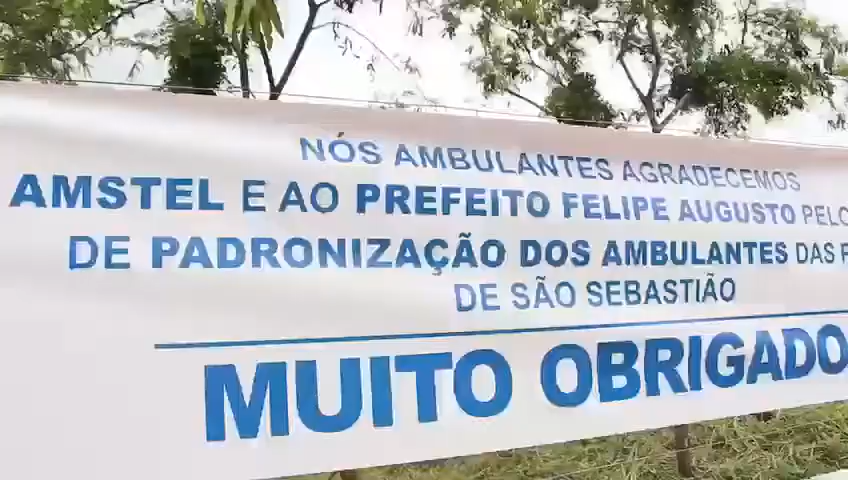 NÓS AMBULANTES AGRADECEMOS
AMSTEL E AO PREFEITO FELIPE AUGUSTO PELO
DE PADRONIZAÇÃO DOS AMBULANTES DAS
DE SÃO SEBASTIÃO
MUITO OBRIGADO